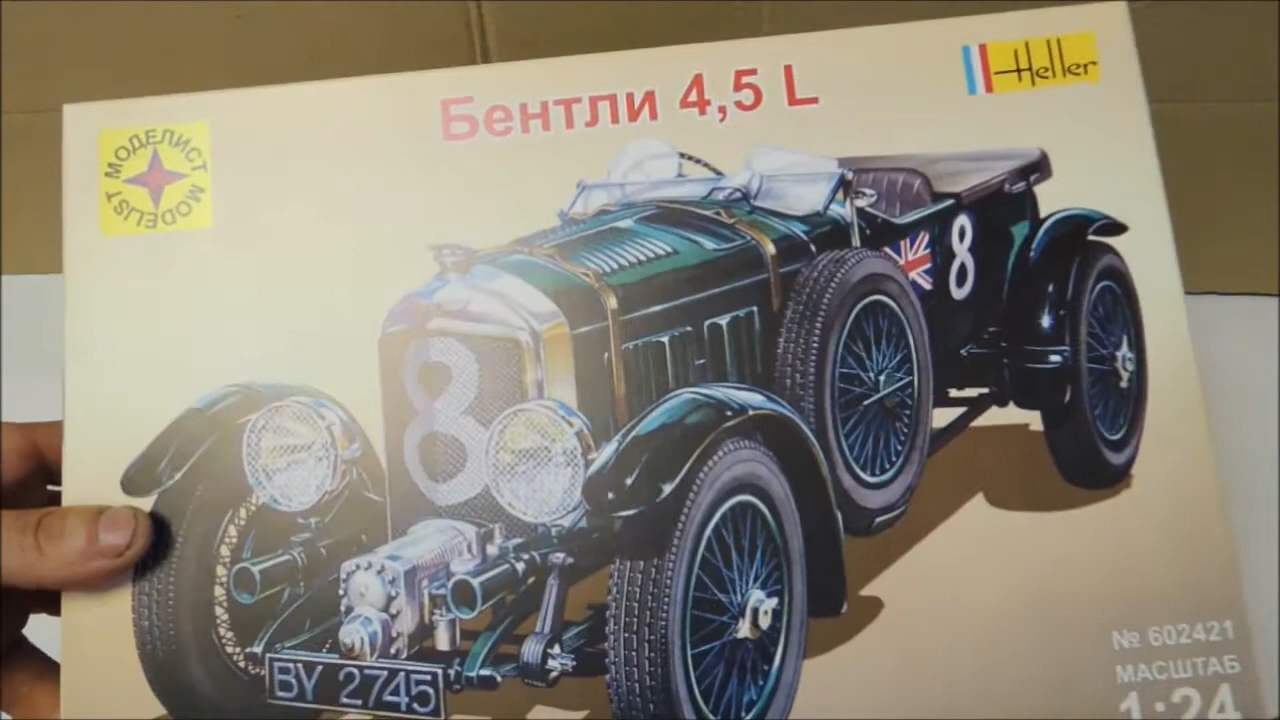 Бентли 4,5 L
Heller
МОДЕЛИСТ
MODELIST
8
8
BY 2745
№ 602421
МАСШТАБ
1:24